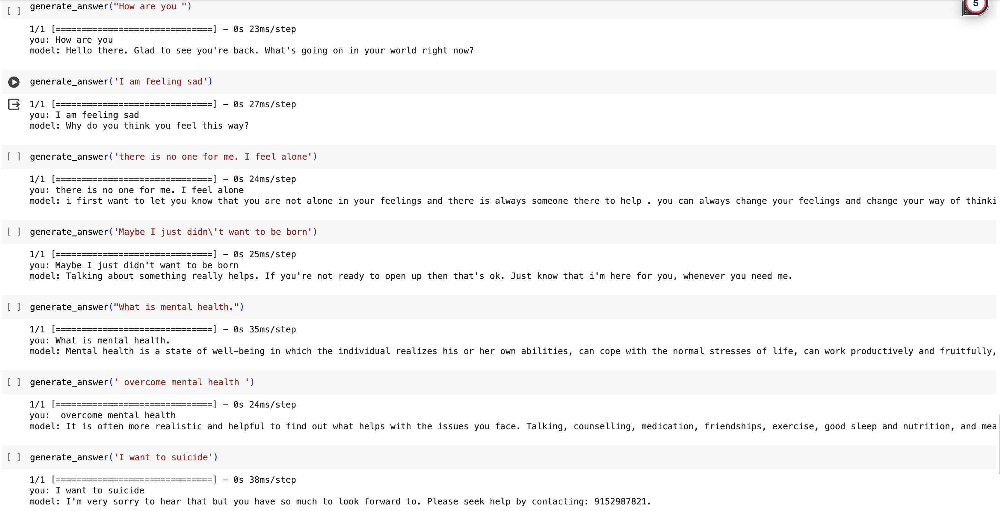 generate_answer("How are you ")
5
[ ]
1/1 [==============================] - 0s 23ms/step
you: How are you
model: Hello there. Glad to see you're back. What's going on in your world right now?
generate_answer('I am feeling sad')
1/1 [==============================] - 0s 27ms/step
you: I am feeling sad
model: Why do you think you feel this way?
[ ] generate_answer('there is no one for me. I feel alone')
1/1 [==============================] - 0s 24ms/step
you: there is no one for me. I feel alone
model: i first want to let you know that you are not alone in your feelings and there is always someone there to help . you can always change your feelings and change your way of thinki
[ ] generate_answer('Maybe I just didn\'t want to be born')
1/1 [==============================] - 0s 25ms/step
you: Maybe I just didn't want to be born
model: Talking about something really helps. If you're not ready to open up then that's ok. Just know that i'm here for you, whenever you need me.
[ ] generate_answer("What is mental health.")
1/1 [==============================] - 0s 35ms/step
you: What is mental health.
model: Mental health is a state of well-being in which the individual realizes his or her own abilities, can cope with the normal stresses of life, can work productively and fruitfully,
[ ] generate_answer(' overcome mental health ')
1/1 [==============================] - 0s 24ms/step
you:  overcome mental health
model: It is often more realistic and helpful to find out what helps with the issues you face. Talking, counselling, medication, friendships, exercise, good sleep and nutrition, and mea
[ ] generate_answer('I want to suicide')
1/1 [==============================] - 0s 38ms/step
you: I want to suicide
model: I'm very sorry to hear that but you have so much to look forward to. Please seek help by contacting: 9152987821.